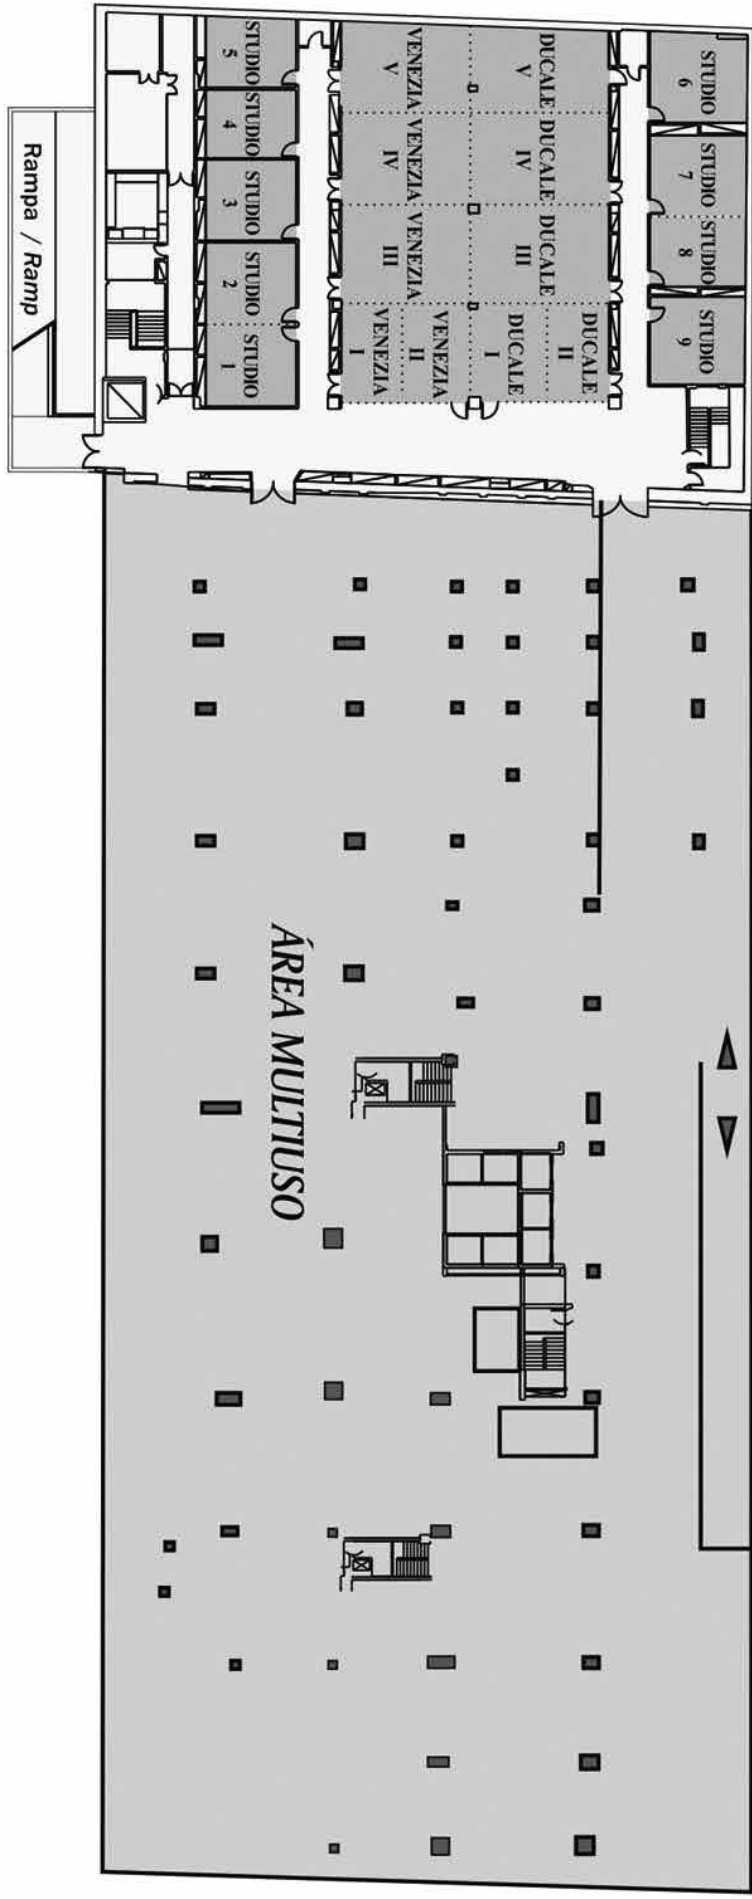 Rampa / Ramp
STUDIO
5
STUDIO
4
STUDIO
3
STUDIO
2
STUDIO
1
VENEZIA
V
VENEZIA
IV
VENEZIA
III
VENEZIA
II
VENEZIA
I
DUCALE
V
DUCALE
IV
DUCALE
III
DUCALE
II
DUCALE
I
STUDIO
6
STUDIO
7
STUDIO
8
STUDIO
9
ÁREA MULTIUSO